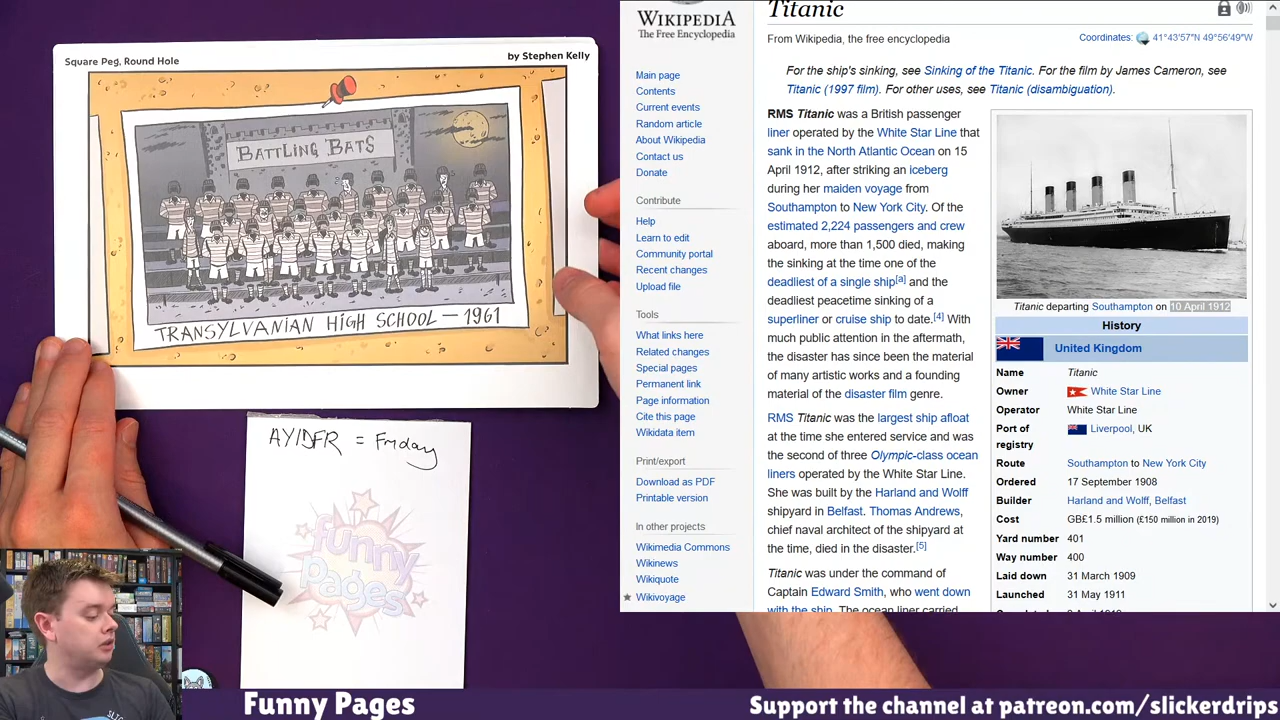 Square Peg, Round Hole
by Stephen Kelly
BATTLING BATS
TRANSYLVANIAN HIGH SCHOOL — 1961
AYIDFR = Friday
funny
pages
WIKIPEDIA
The Free Encyclopedia
Main page
Contents
Current events
Random article
About Wikipedia
Contact us
Donate
Contribute
Help
Learn to edit
Community portal
Recent changes
Upload file
Tools
What links here
Related changes
Special pages
Permanent link
Page information
Cite this page
Wikidata item
Print/export
Download as PDF
Printable version
In other projects
Wikimedia Commons
Wikinews
Wikiquote
Wikivoyage
Titanic
From Wikipedia, the free encyclopedia
Coordinates: 41°43′57″N 49°56′49″W
For the ship's sinking, see Sinking of the Titanic. For the film by James Cameron, see
Titanic (1997 film). For other uses, see Titanic (disambiguation).
RMS Titanic was a British passenger
liner operated by the White Star Line that
sank in the North Atlantic Ocean on 15
April 1912, after striking an iceberg
during her maiden voyage from
Southampton to New York City. Of the
estimated 2,224 passengers and crew
aboard, more than 1,500 died, making
the sinking at the time one of the
deadliest of a single ship[a] and the
deadliest peacetime sinking of a
superliner or cruise ship to date.[4] With
much public attention in the aftermath,
the disaster has since been the material
of many artistic works and a founding
material of the disaster film genre.
RMS Titanic was the largest ship afloat
at the time she entered service and was
the second of three Olympic-class ocean
liners operated by the White Star Line.
She was built by the Harland and Wolff
shipyard in Belfast. Thomas Andrews,
chief naval architect of the shipyard at
the time, died in the disaster.[5]
Titanic was under the command of
Captain Edward Smith, who went down
with the ship. The ocean liner carried
Titanic departing Southampton on 10 April 1912
History
United Kingdom
Name Titanic
Owner White Star Line
Operator White Star Line
Port of registry Liverpool, UK
Route Southampton to New York City
Ordered 17 September 1908
Builder Harland and Wolff, Belfast
Cost GB£1.5 million (£150 million in 2019)
Yard number 401
Way number 400
Laid down 31 March 1909
Launched 31 May 1911
Funny Pages
Support the channel at patreon.com/slickerdrips